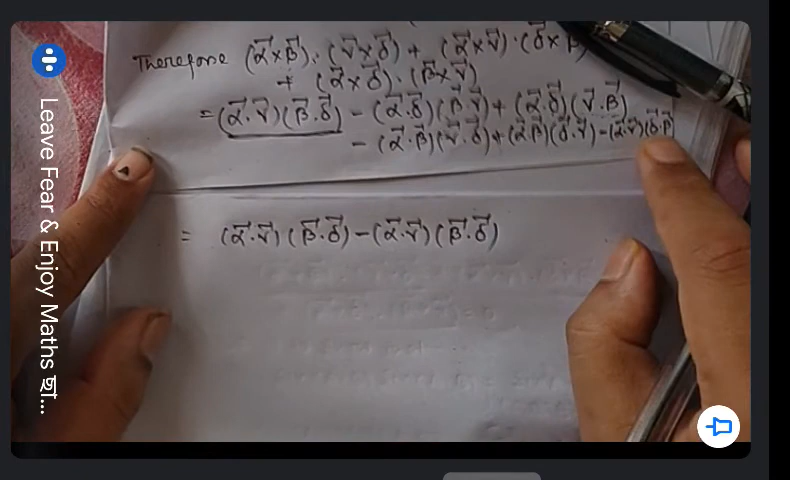 Therefore (α⃗×β⃗).(γ⃗×δ⃗) + (α⃗×γ⃗).(δ⃗×β⃗)
+ (α⃗×δ⃗).(β⃗×γ⃗)
= (α⃗.γ⃗)(β⃗.δ⃗) - (α⃗.δ⃗)(β⃗.γ⃗) + (α⃗.δ⃗)(γ⃗.β⃗)
- (α⃗.β⃗)(γ⃗.δ⃗) + (α⃗.β⃗)(δ⃗.γ⃗) - (α⃗.γ⃗)(δ⃗.β⃗)
= (α⃗.γ⃗)(β⃗.δ⃗) - (α⃗.γ⃗)(β⃗.δ⃗)
Leave Fear & Enjoy Maths ছা...